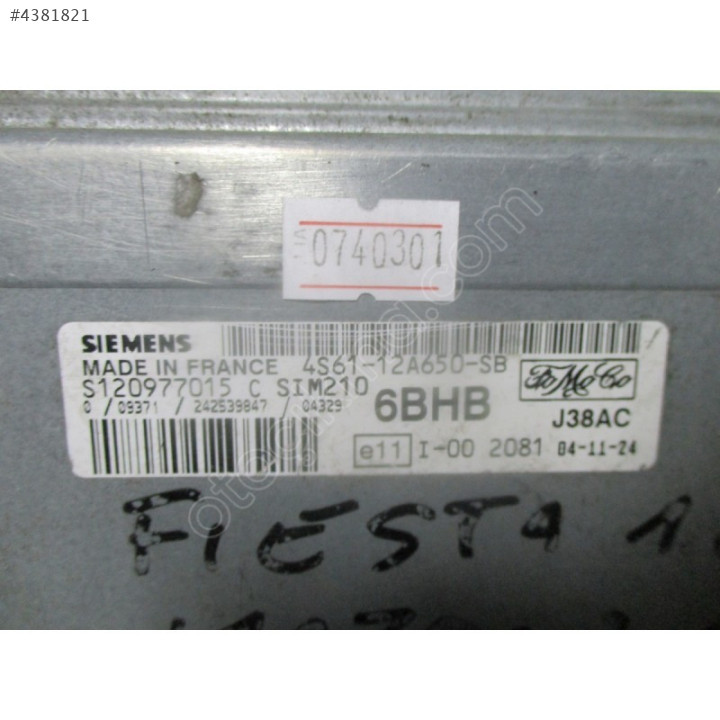 #4381821
0740301
SIEMENS
MADE IN FRANCE 4S61-12A650-SB
S120977015 C SIM210
0 / 09371 / 242539847 / 04329
6BHB
FoMoCo
J38AC
e11 I-00 2081 04-11-24
FIESTA 1